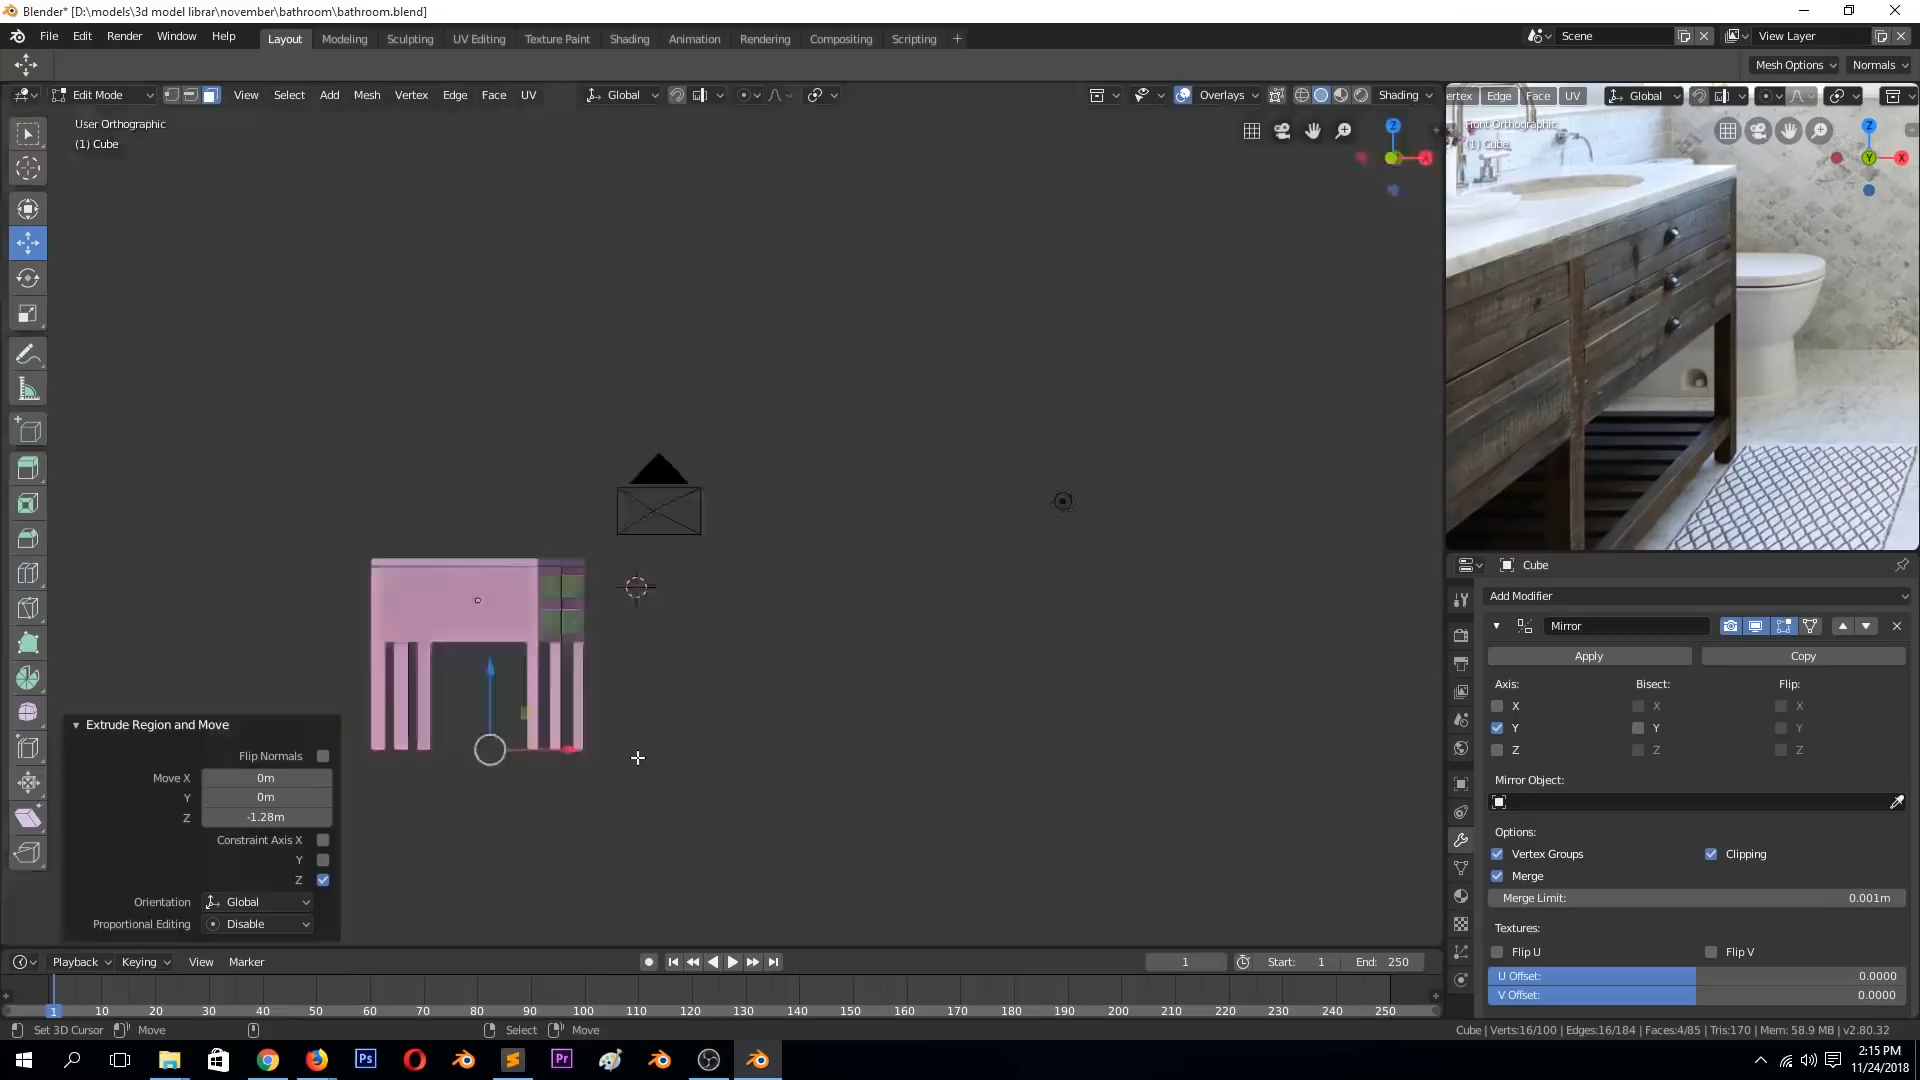 Blender* [D:\models\3d model librar\november\bathroom\bathroom.blend]
File Edit Render Window Help
Layout Modeling Sculpting UV Editing Texture Paint Shading Animation Rendering Compositing Scripting
Scene View Layer
Mesh Options Normals
Edit Mode View Select Add Mesh Vertex Edge Face UV Global Overlays Shading
ertex Edge Face UV Global
User Orthographic
(1) Cube
Front Orthographic
(1) Cube
Z
X
Z
Y
X
Cube
Add Modifier
Mirror
Apply Copy
Axis: Bisect: Flip:
X X X
Y Y Y
Z Z Z
Mirror Object:
Options:
Vertex Groups Clipping
Merge
Merge Limit: 0.001m
Textures:
Flip U Flip V
U Offset: 0.0000
V Offset: 0.0000
Extrude Region and Move
Flip Normals
Move X 0m
Y 0m
Z -1.28m
Constraint Axis X
Y
Z
Orientation Global
Proportional Editing Disable
Playback Keying View Marker 1 Start: 1 End: 250
1 10 20 30 40 50 60 70 80 90 100 110 120 130 140 150 160 170 180 190 200 210 220 230 240 250
Set 3D Cursor Move Select Move
Cube | Verts:16/100 | Edges:16/184 | Faces:4/85 | Tris:170 | Mem: 58.9 MB | v2.80.32
Ps Pr
2:15 PM
11/24/2018